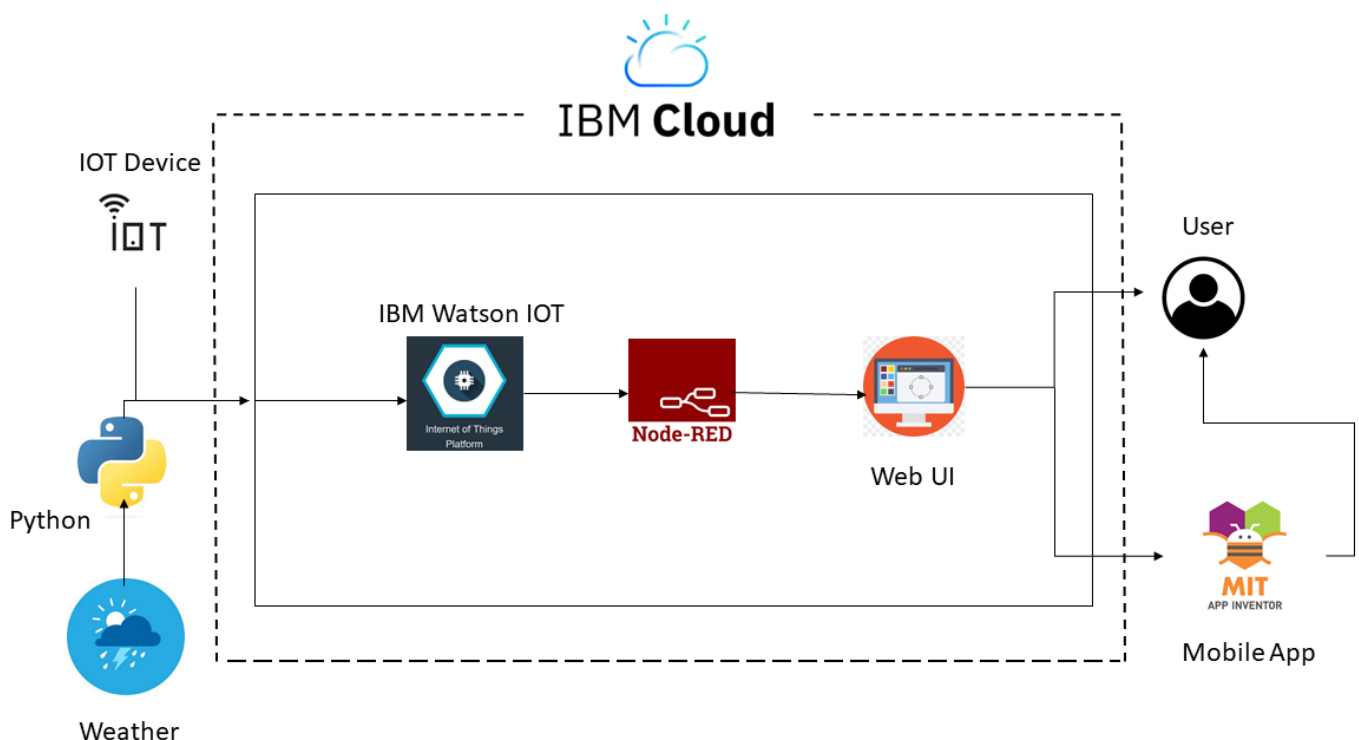 IBM Cloud
IOT Device
IOT
User
IBM Watson IOT
Internet of Things
Platform
Node-RED
Web UI
Python
MIT
APP INVENTOR
Mobile App
Weather